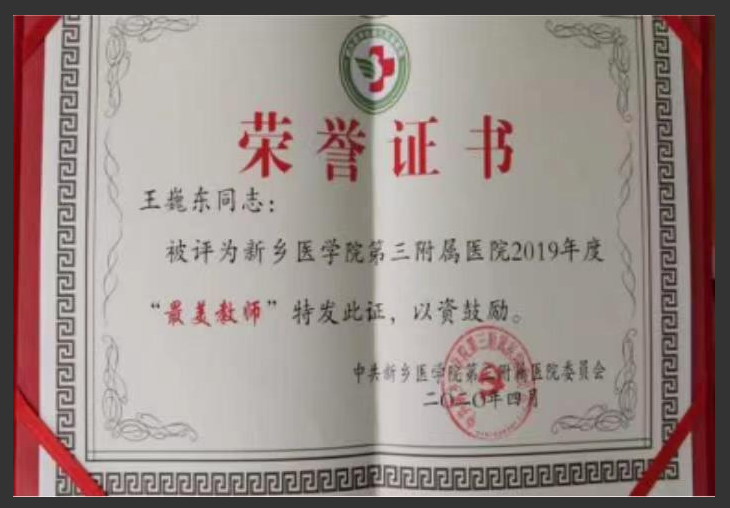 荣誉证书
王巍东同志：
被评为新乡医学院第三附属医院2019年度
“最美教师”特发此证，以资鼓励。
中共新乡医学院第三附属医院委员会
二〇二〇年四月